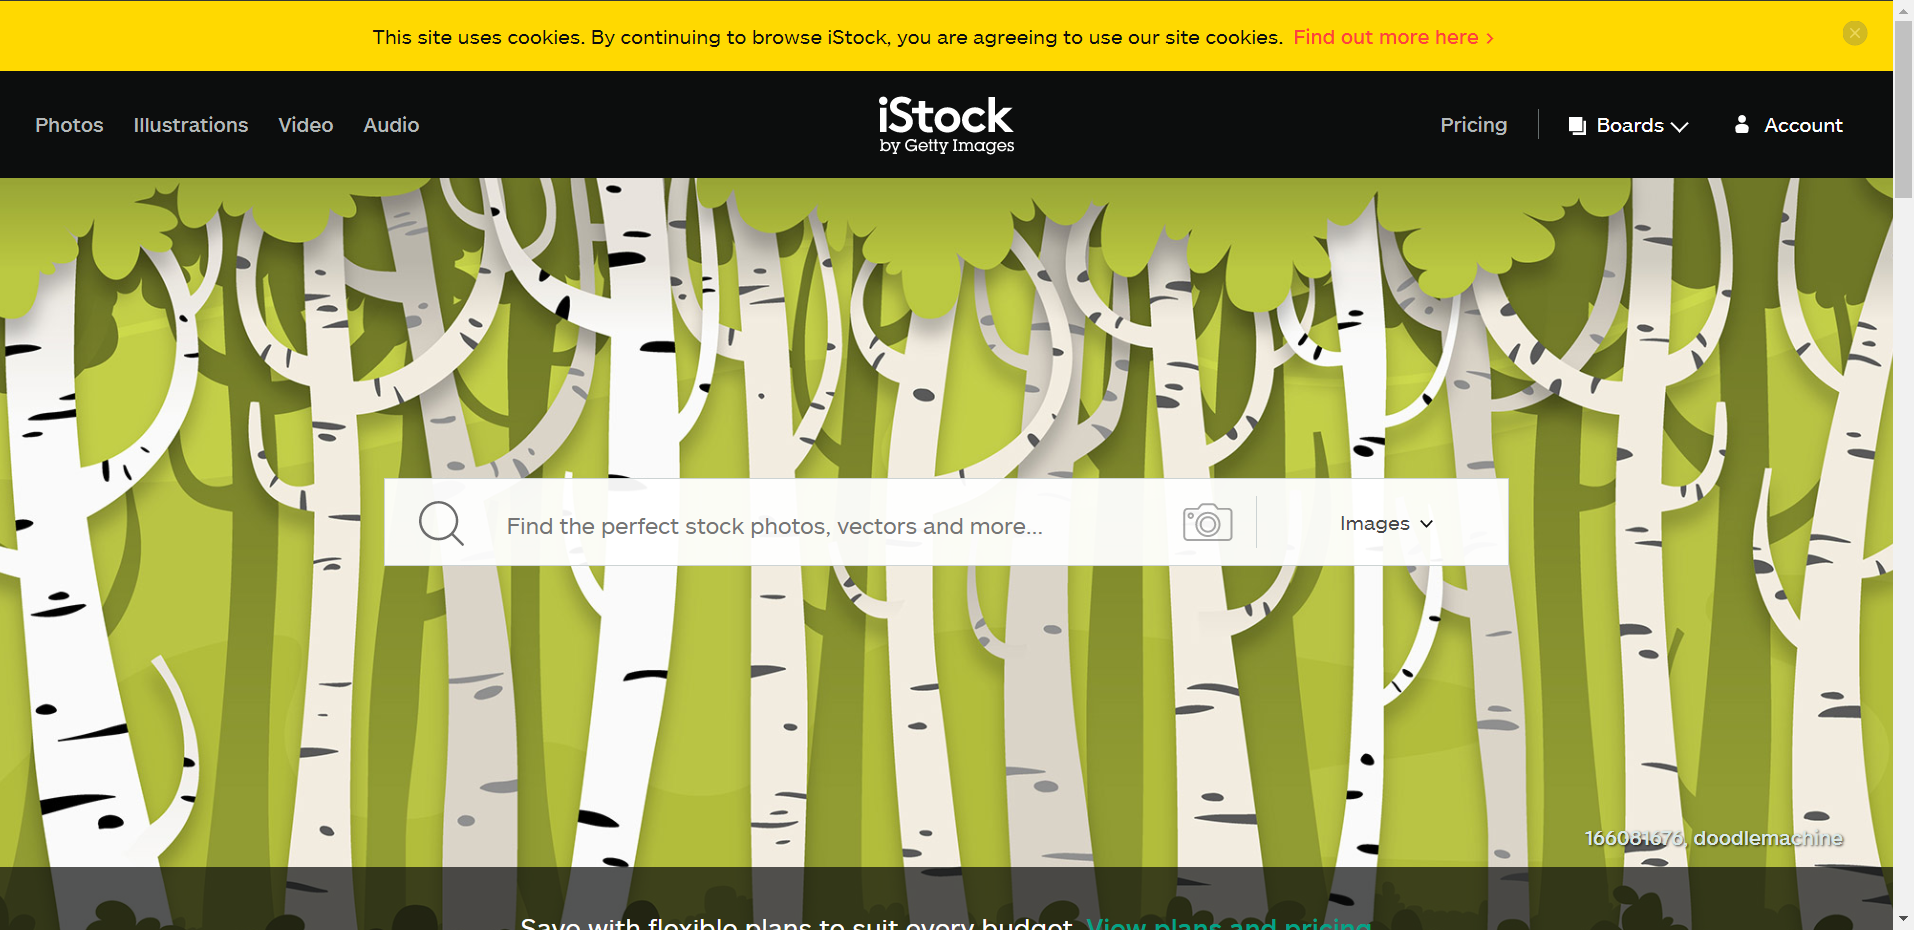 This site uses cookies. By continuing to browse iStock, you are agreeing to use our site cookies. Find out more here >
Photos Illustrations Video Audio
iStock
by Getty Images
Pricing Boards Account
Find the perfect stock photos, vectors and more...
Images
166081676, doodlemachine
Save with flexible plans to suit every budget. View plans and pricing